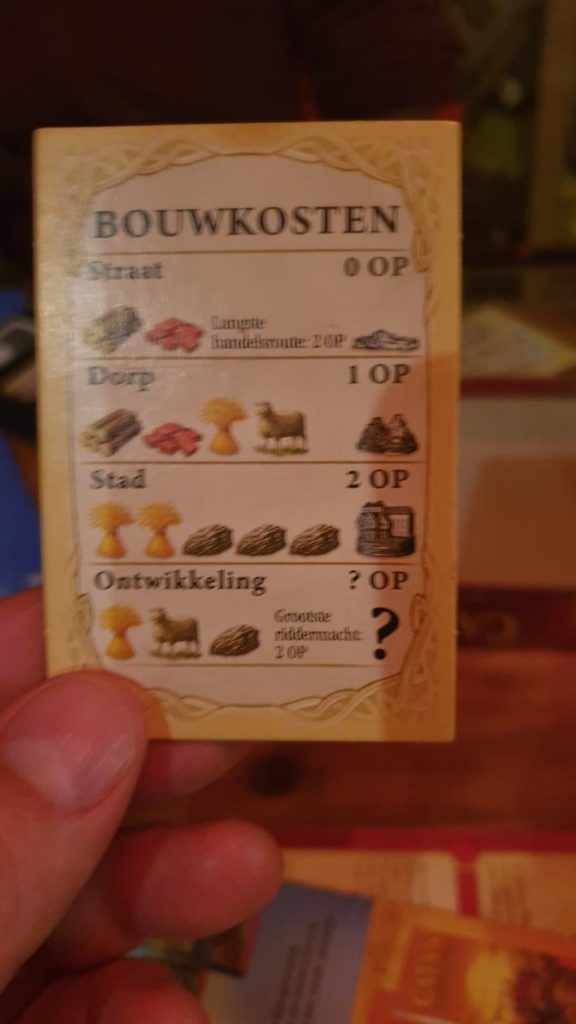 BOUWKOSTEN
Straat 0 OP
Langste
handelsroute: 2 OP
Dorp 1 OP
Stad 2 OP
Ontwikkeling ? OP
Grootste
riddermacht:
2 OP
?